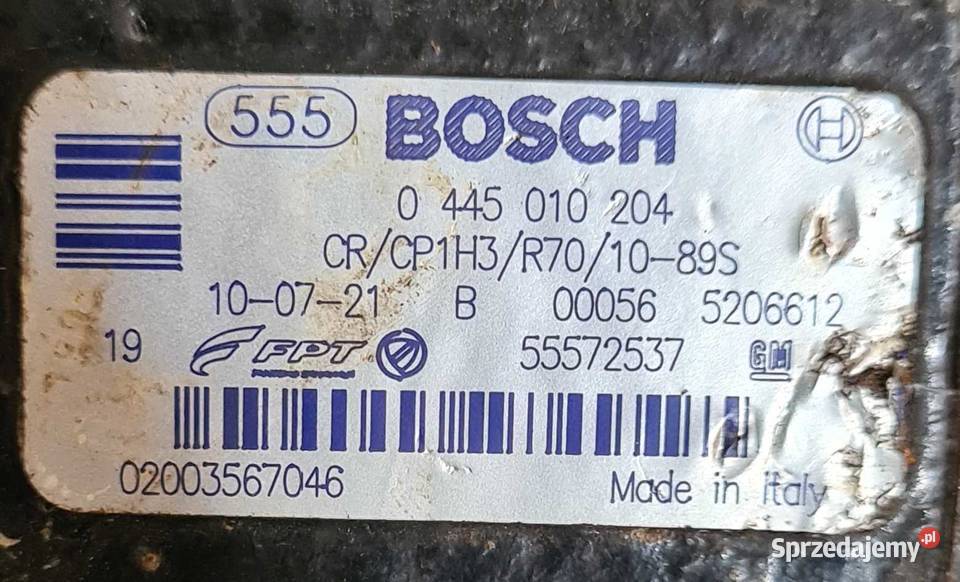 555 BOSCH H
0 445 010 204
CR/CP1H3/R70/10-89S
10-07-21 B 00056 5206612
19 FPT 55572537 GM
02003567046 Made in italy
Sprzedajemy.pl